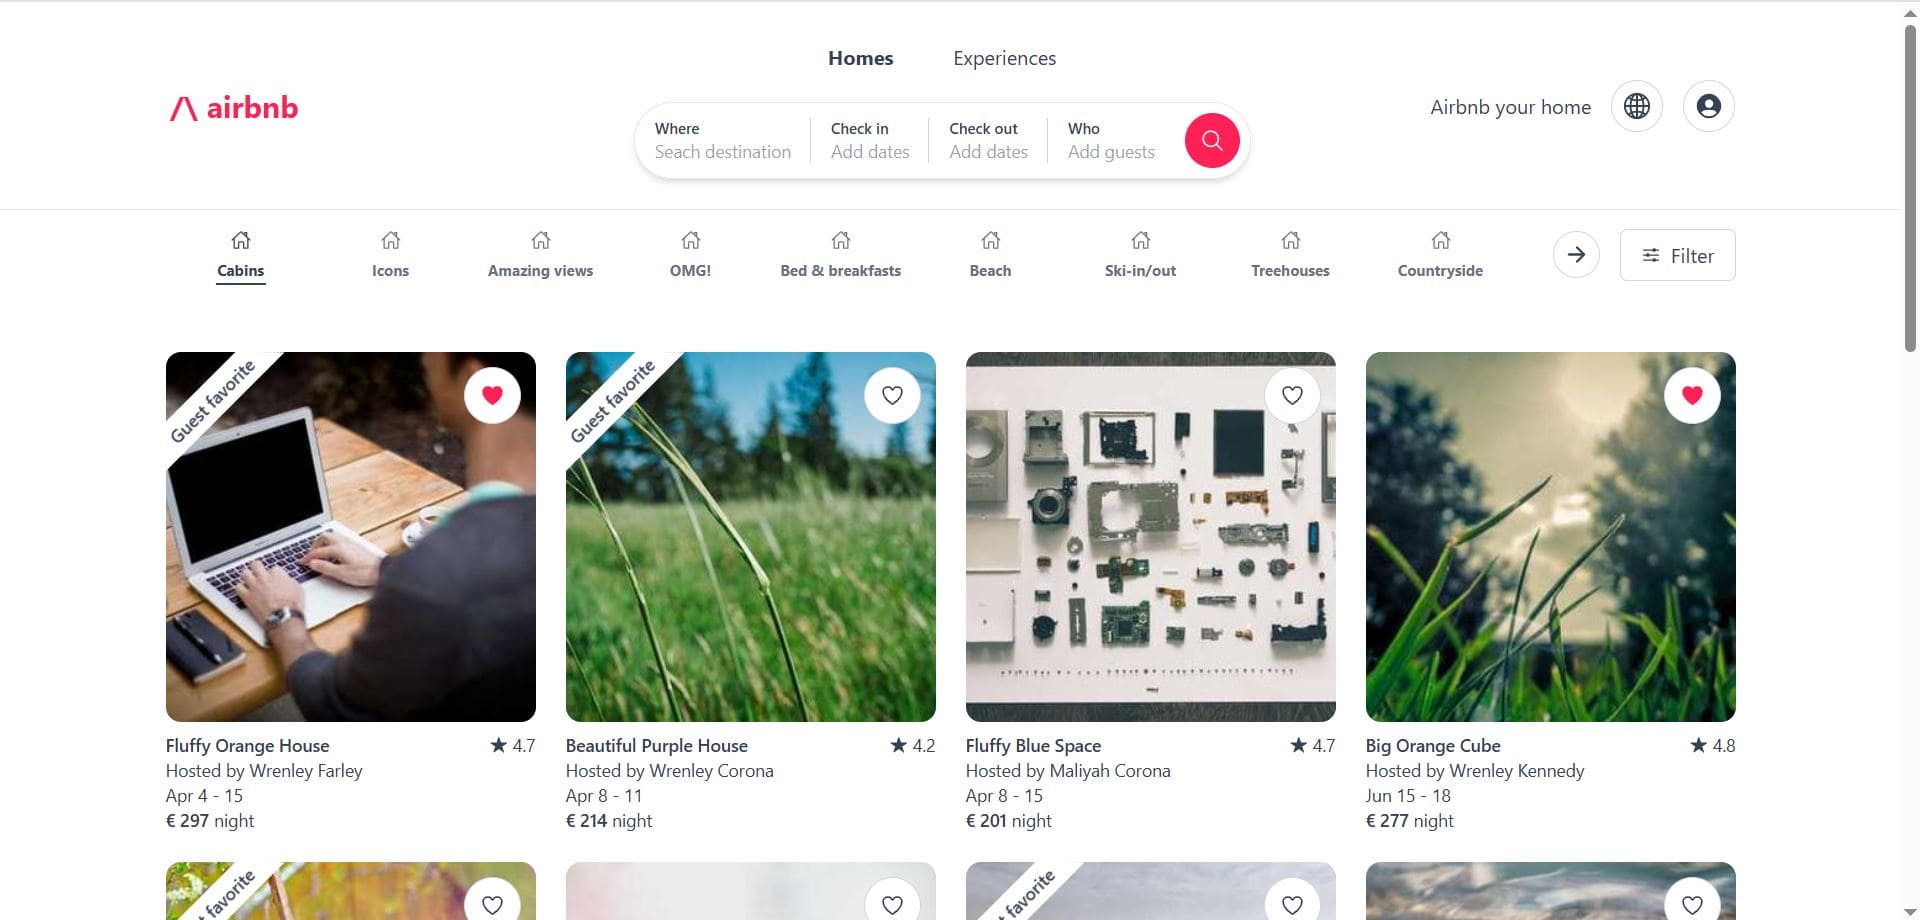 Homes Experiences
airbnb
Where Check in Check out Who
Seach destination Add dates Add dates Add guests
Airbnb your home
Cabins Icons Amazing views OMG! Bed & breakfasts Beach Ski-in/out Treehouses Countryside
Filter
Guest favorite
Guest favorite
Fluffy Orange House ★ 4.7
Hosted by Wrenley Farley
Apr 4 - 15
€ 297 night
Beautiful Purple House ★ 4.2
Hosted by Wrenley Corona
Apr 8 - 11
€ 214 night
Fluffy Blue Space ★ 4.7
Hosted by Maliyah Corona
Apr 8 - 15
€ 201 night
Big Orange Cube ★ 4.8
Hosted by Wrenley Kennedy
Jun 15 - 18
€ 277 night
favorite
favorite